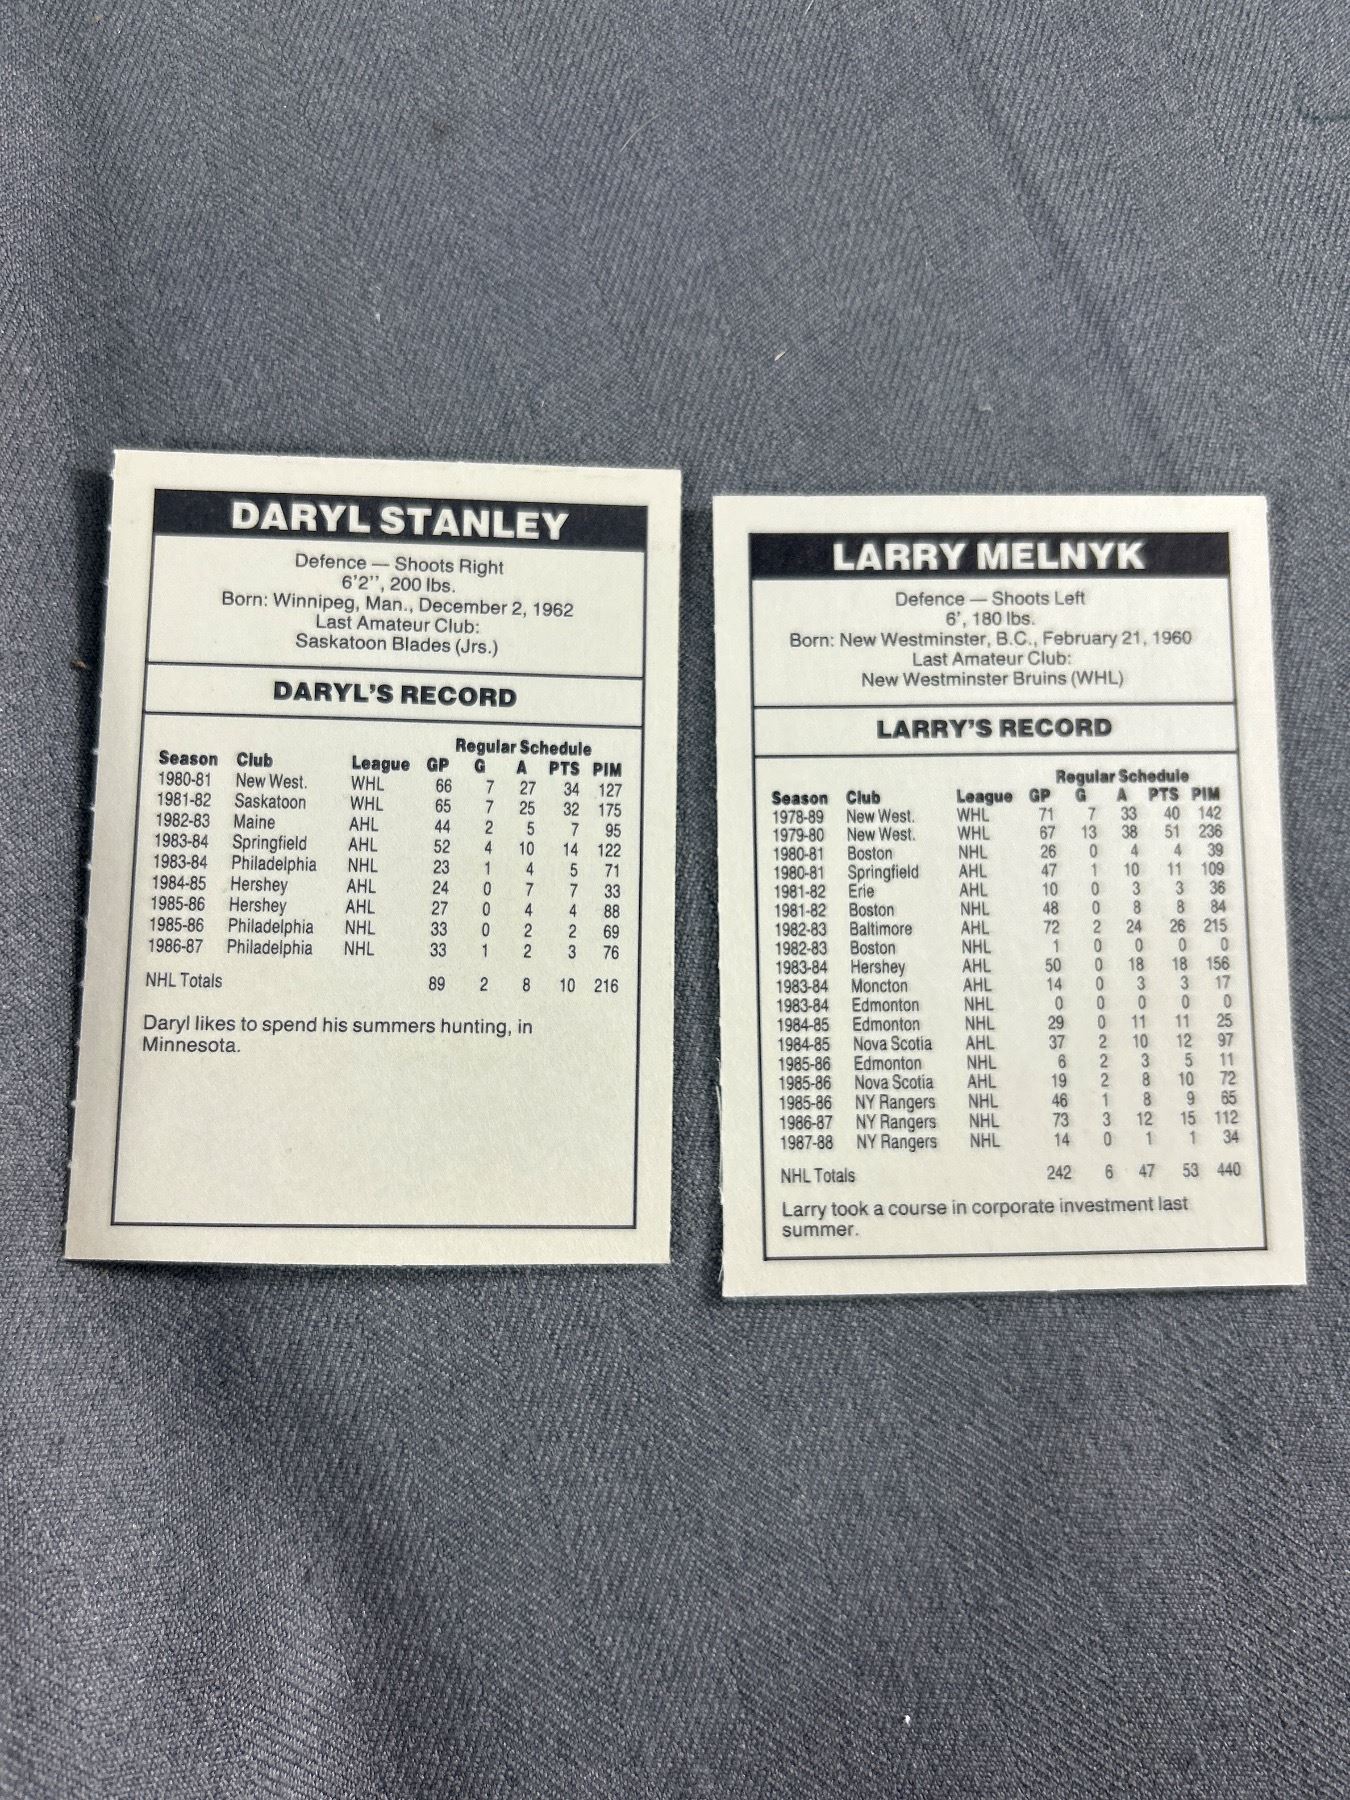 DARYL STANLEY
Defence — Shoots Right
6'2'', 200 lbs.
Born: Winnipeg, Man., December 2, 1962
Last Amateur Club:
Saskatoon Blades (Jrs.)
DARYL'S RECORD
Regular Schedule
Season Club League GP G A PTS PIM
1980-81 New West. WHL 66 7 27 34 127
1981-82 Saskatoon WHL 65 7 25 32 175
1982-83 Maine AHL 44 2 5 7 95
1983-84 Springfield AHL 52 4 10 14 122
1983-84 Philadelphia NHL 23 1 4 5 71
1984-85 Hershey AHL 24 0 7 7 33
1985-86 Hershey AHL 27 0 4 4 88
1985-86 Philadelphia NHL 33 0 2 2 69
1986-87 Philadelphia NHL 33 1 2 3 76
NHL Totals 89 2 8 10 216
Daryl likes to spend his summers hunting, in
Minnesota.
LARRY MELNYK
Defence — Shoots Left
6', 180 lbs.
Born: New Westminster, B.C., February 21, 1960
Last Amateur Club:
New Westminster Bruins (WHL)
LARRY'S RECORD
Regular Schedule
Season Club League GP G A PTS PIM
1978-89 New West. WHL 71 7 33 40 142
1979-80 New West. WHL 67 13 38 51 236
1980-81 Boston NHL 26 0 4 4 39
1980-81 Springfield AHL 47 1 10 11 109
1981-82 Erie AHL 10 0 3 3 36
1981-82 Boston NHL 48 0 8 8 84
1982-83 Baltimore AHL 72 2 24 26 215
1982-83 Boston NHL 1 0 0 0 0
1983-84 Hershey AHL 50 0 18 18 156
1983-84 Moncton AHL 14 0 3 3 17
1983-84 Edmonton NHL 0 0 0 0 0
1984-85 Edmonton NHL 29 0 11 11 25
1984-85 Nova Scotia AHL 37 2 10 12 97
1985-86 Edmonton NHL 6 2 3 5 11
1985-86 Nova Scotia AHL 19 2 8 10 72
1985-86 NY Rangers NHL 46 1 8 9 65
1986-87 NY Rangers NHL 73 3 12 15 112
1987-88 NY Rangers NHL 14 0 1 1 34
NHL Totals 242 6 47 53 440
Larry took a course in corporate investment last
summer.